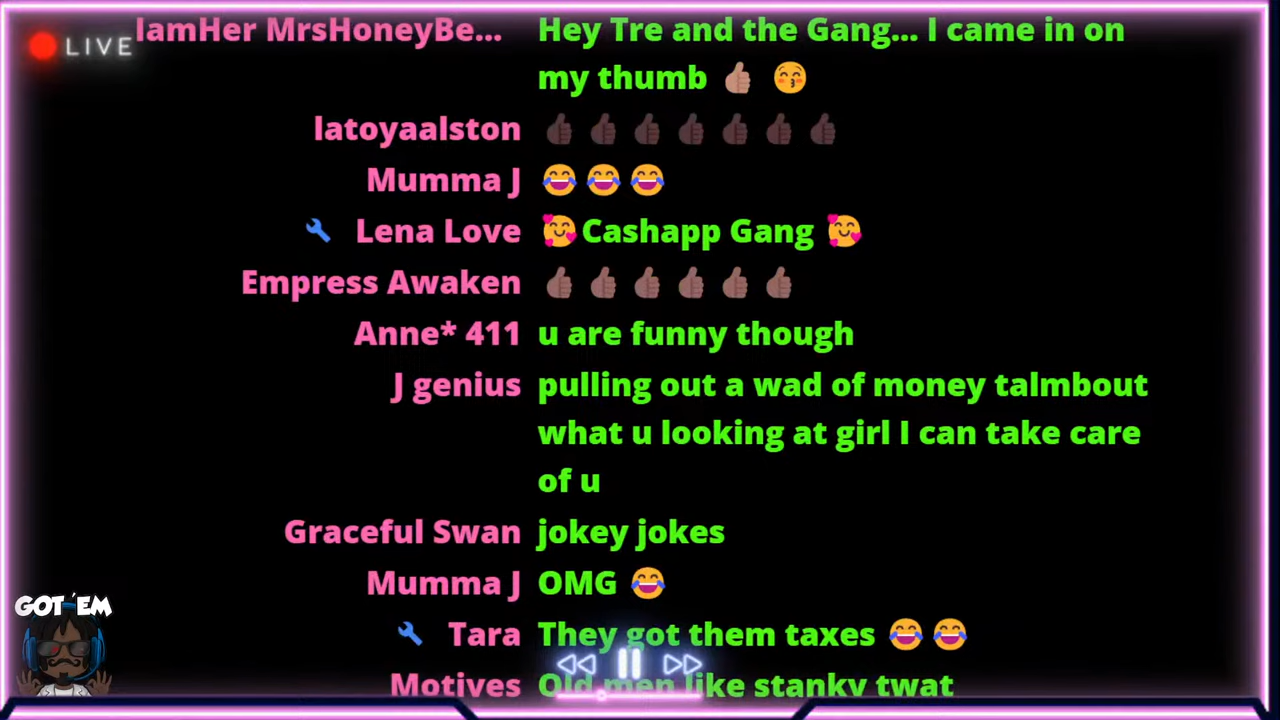 LIVE
IamHer MrsHoneyBe... Hey Tre and the Gang... I came in on
my thumb 👍🏼 😚
latoyaalston 👍🏿 👍🏿 👍🏿 👍🏿 👍🏿 👍🏿 👍🏿
Mumma J 😂 😂 😂
Lena Love 🥰 Cashapp Gang 🥰
Empress Awaken 👍🏾 👍🏾 👍🏾 👍🏾 👍🏾 👍🏾
Anne* 411 u are funny though
J genius pulling out a wad of money talmbout
what u looking at girl I can take care
of u
Graceful Swan jokey jokes
Mumma J OMG 😂
Tara They got them taxes 😂 😂
Motives Old men like stanky twat
GOT 'EM